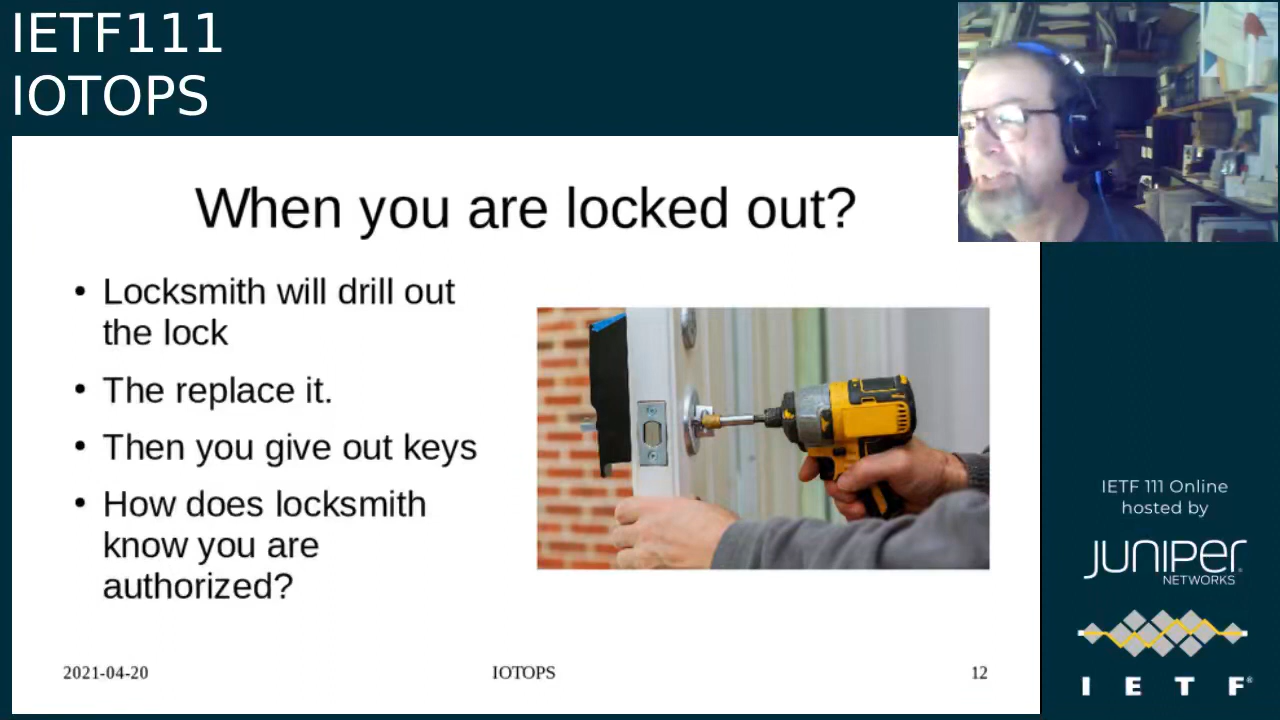 IETF111
IOTOPS
When you are locked out?
• Locksmith will drill out
the lock
• The replace it.
• Then you give out keys
• How does locksmith
know you are
authorized?
2021-04-20
IOTOPS
12
IETF 111 Online
hosted by
JUNIPER
NETWORKS
I E T F